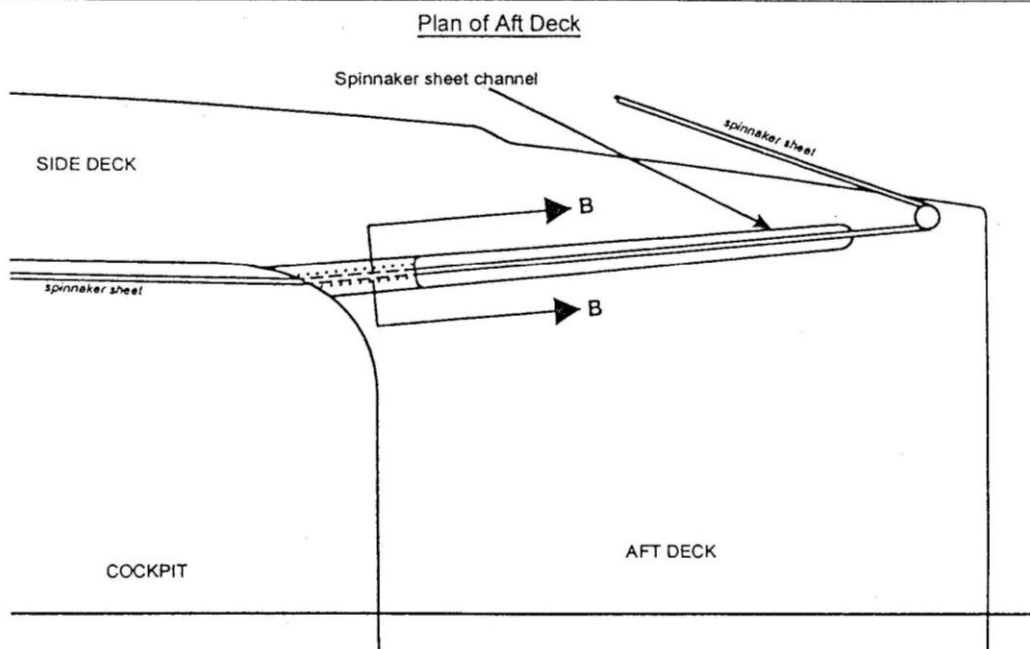 Plan of Aft Deck
Spinnaker sheet channel
spinnaker sheet
SIDE DECK
B
spinnaker sheet
B
AFT DECK
COCKPIT